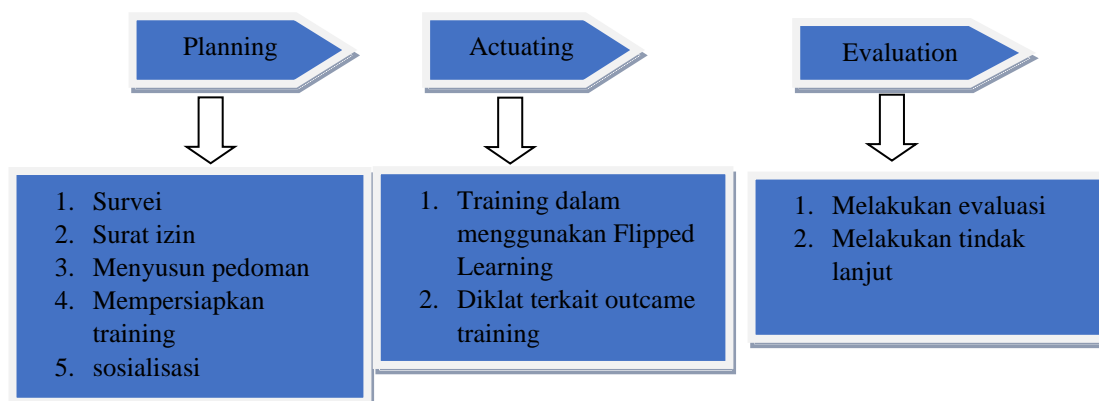 Planning
Actuating
Evaluation
1. Survei
2. Surat izin
3. Menyusun pedoman
4. Mempersiapkan
training
5. sosialisasi
1. Training dalam
menggunakan Flipped
Learning
2. Diklat terkait outcame
training
1. Melakukan evaluasi
2. Melakukan tindak
lanjut